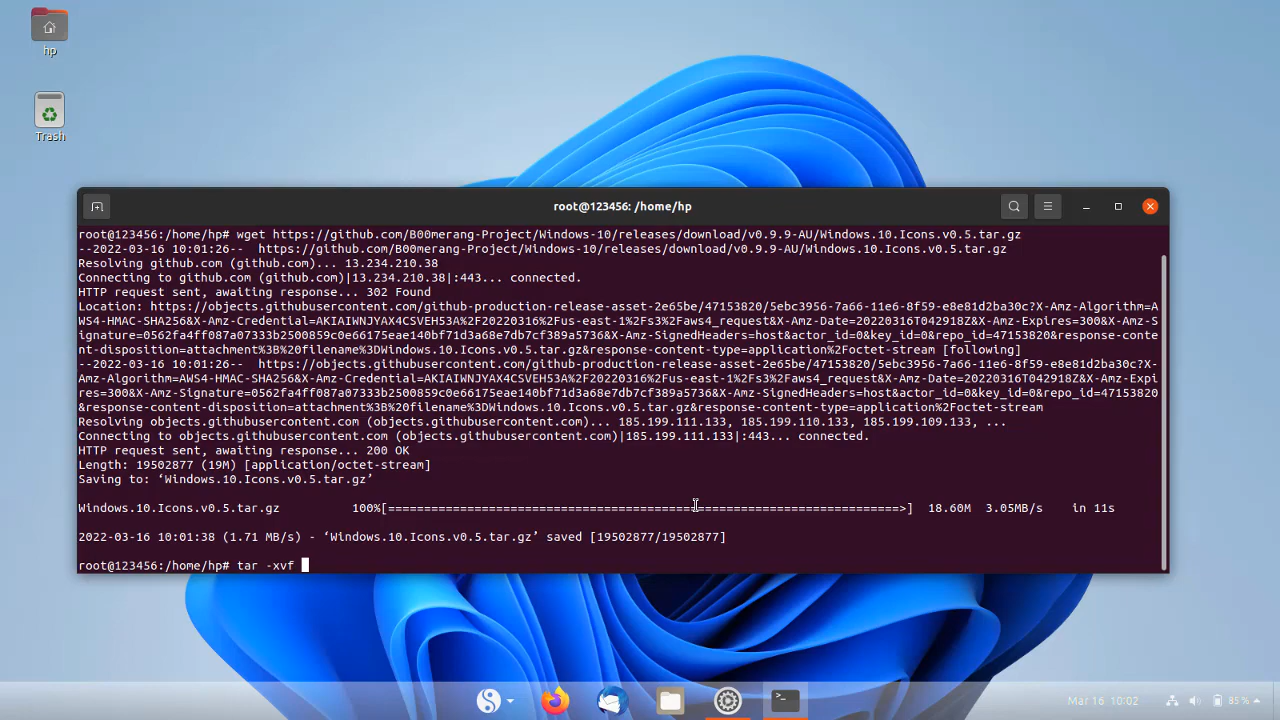 hp
Trash
root@123456: /home/hp
root@123456:/home/hp# wget https://github.com/B00merang-Project/Windows-10/releases/download/v0.9.9-AU/Windows.10.Icons.v0.5.tar.gz
--2022-03-16 10:01:26--  https://github.com/B00merang-Project/Windows-10/releases/download/v0.9.9-AU/Windows.10.Icons.v0.5.tar.gz
Resolving github.com (github.com)... 13.234.210.38
Connecting to github.com (github.com)|13.234.210.38|:443... connected.
HTTP request sent, awaiting response... 302 Found
Location: https://objects.githubusercontent.com/github-production-release-asset-2e65be/47153820/5ebc3956-7a66-11e6-8f59-e8e81d2ba30c?X-Amz-Algorithm=A
WS4-HMAC-SHA256&X-Amz-Credential=AKIAIWNJYAX4CSVEH53A%2F20220316%2Fus-east-1%2Fs3%2Faws4_request&X-Amz-Date=20220316T042918Z&X-Amz-Expires=300&X-Amz-S
ignature=0562fa4ff087a07333b2500859c0e66175eae140bf71d3a68e7db7cf389a5736&X-Amz-SignedHeaders=host&actor_id=0&key_id=0&repo_id=47153820&response-conte
nt-disposition=attachment%3B%20filename%3DWindows.10.Icons.v0.5.tar.gz&response-content-type=application%2Foctet-stream [following]
--2022-03-16 10:01:26--  https://objects.githubusercontent.com/github-production-release-asset-2e65be/47153820/5ebc3956-7a66-11e6-8f59-e8e81d2ba30c?X-
Amz-Algorithm=AWS4-HMAC-SHA256&X-Amz-Credential=AKIAIWNJYAX4CSVEH53A%2F20220316%2Fus-east-1%2Fs3%2Faws4_request&X-Amz-Date=20220316T042918Z&X-Amz-Expi
res=300&X-Amz-Signature=0562fa4ff087a07333b2500859c0e66175eae140bf71d3a68e7db7cf389a5736&X-Amz-SignedHeaders=host&actor_id=0&key_id=0&repo_id=47153820
&response-content-disposition=attachment%3B%20filename%3DWindows.10.Icons.v0.5.tar.gz&response-content-type=application%2Foctet-stream
Resolving objects.githubusercontent.com (objects.githubusercontent.com)... 185.199.111.133, 185.199.110.133, 185.199.109.133, ...
Connecting to objects.githubusercontent.com (objects.githubusercontent.com)|185.199.111.133|:443... connected.
HTTP request sent, awaiting response... 200 OK
Length: 19502877 (19M) [application/octet-stream]
Saving to: ‘Windows.10.Icons.v0.5.tar.gz’
Windows.10.Icons.v0.5.tar.gz          100%[=======================================================================>]  18.60M  3.05MB/s    in 11s
2022-03-16 10:01:38 (1.71 MB/s) - ‘Windows.10.Icons.v0.5.tar.gz’ saved [19502877/19502877]
root@123456:/home/hp# tar -xvf
Mar 16 10:02
85%